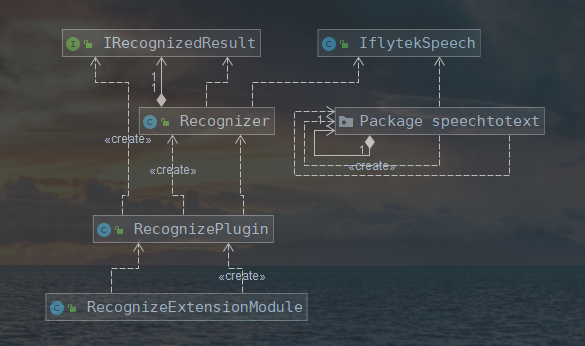 I IRecognizedResult
C IflytekSpeech
1
1
C Recognizer
1
Package speechtotext
«create»
1
«create»
«create»
C RecognizePlugin
«create»
C RecognizeExtensionModule